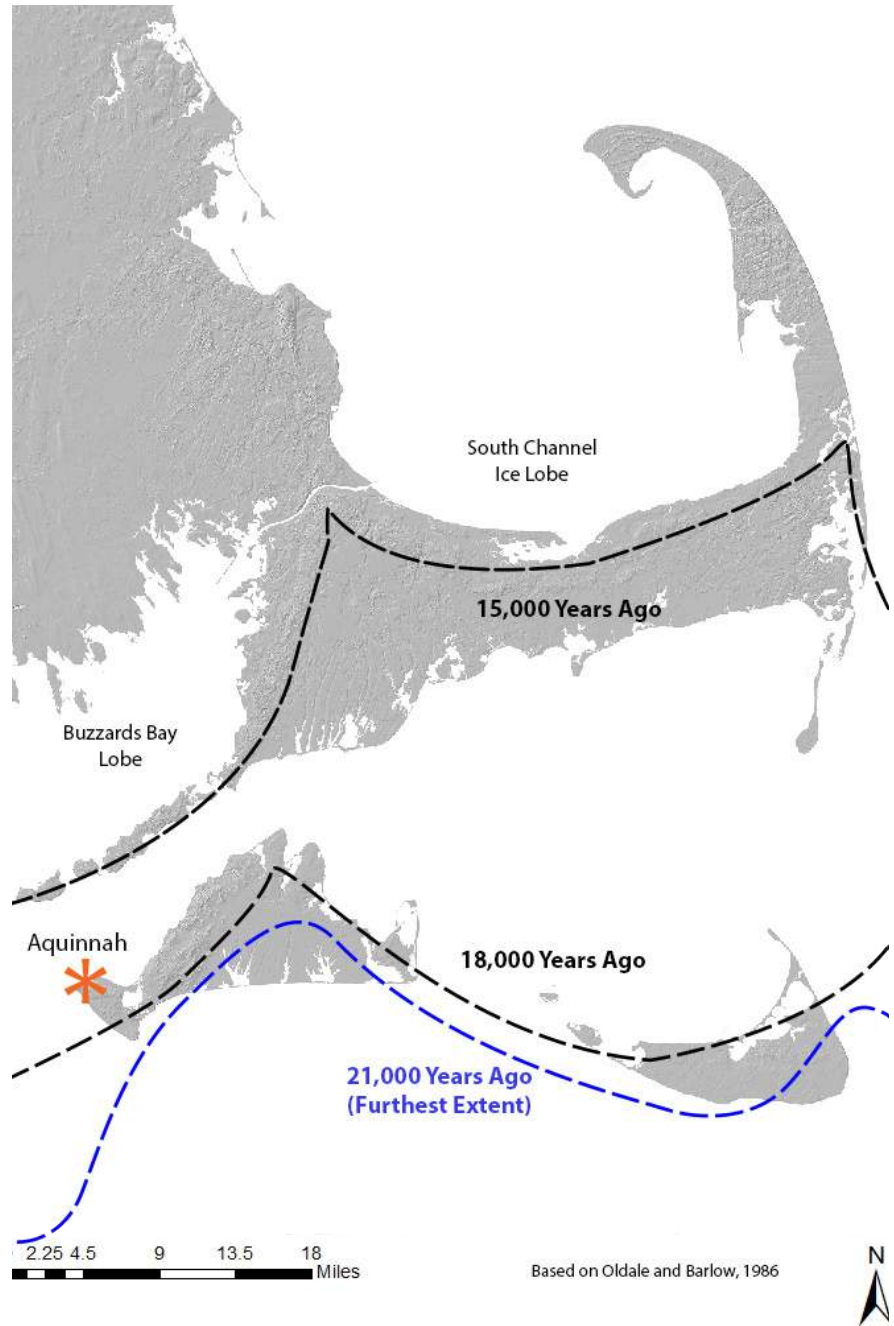 South Channel
Ice Lobe
15,000 Years Ago
Buzzards Bay
Lobe
Aquinnah
18,000 Years Ago
21,000 Years Ago
(Furthest Extent)
2.25 4.5 9 13.5 18
Miles
Based on Oldale and Barlow, 1986
N